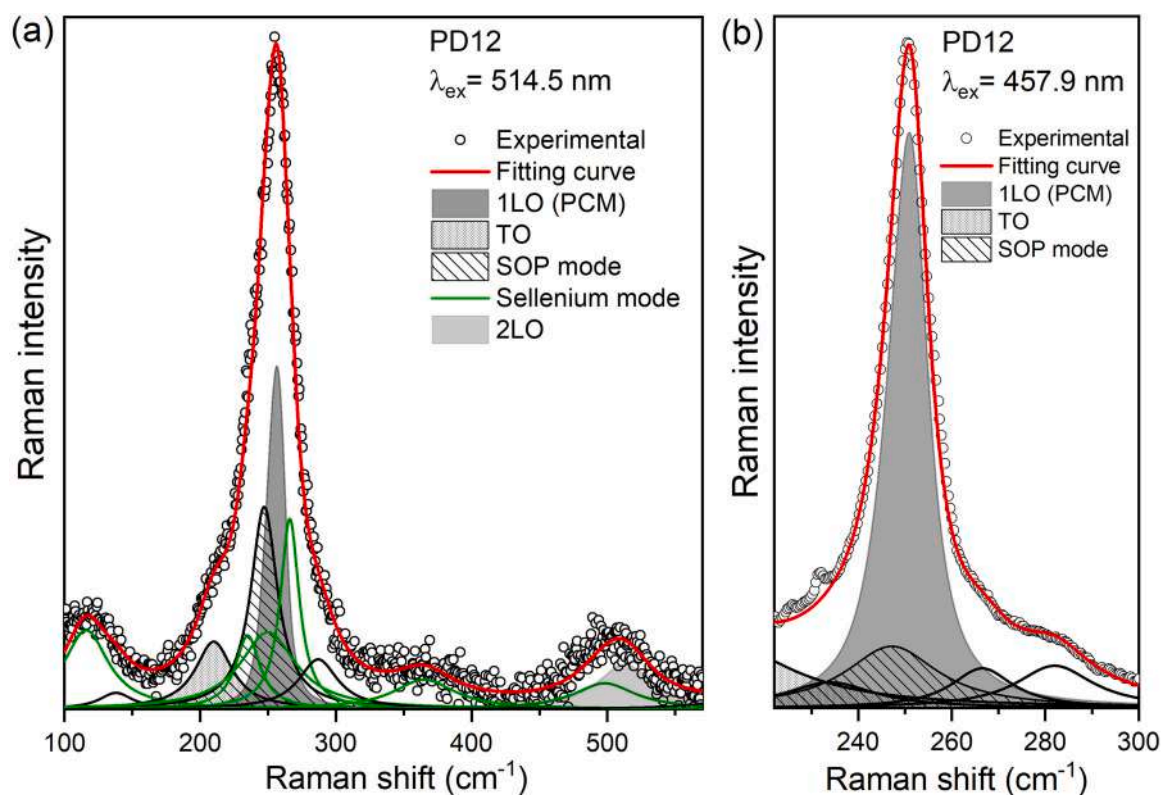 (a)
PD12
λex= 514.5 nm
Experimental
Fitting curve
1LO (PCM)
TO
SOP mode
Sellenium mode
2LO
Raman intensity
100 200 300 400 500
Raman shift (cm-1)
(b)
PD12
λex= 457.9 nm
Experimental
Fitting curve
1LO (PCM)
TO
SOP mode
Raman intensity
240 260 280 300
Raman shift (cm-1)